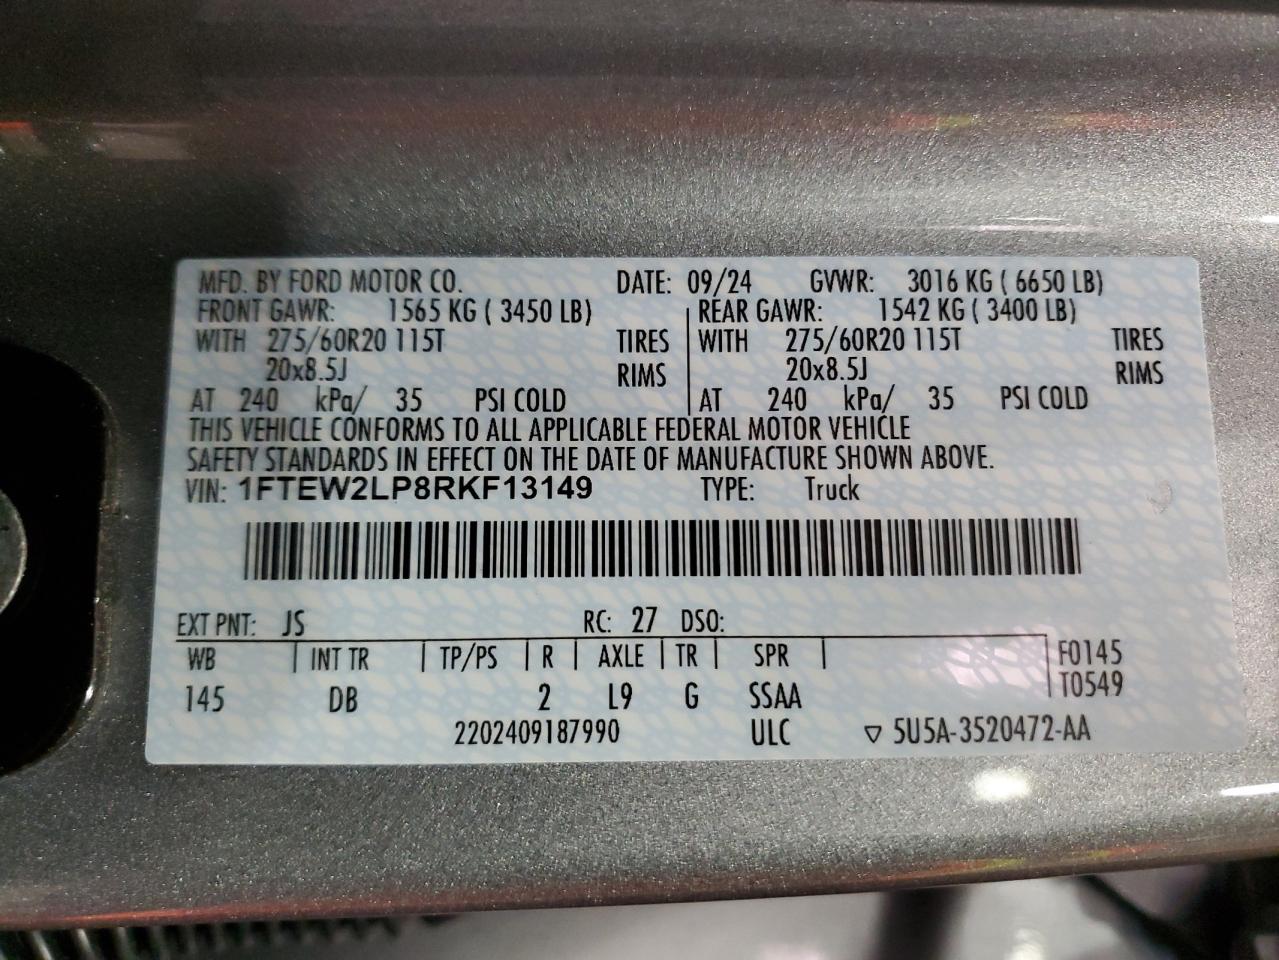 MFD. BY FORD MOTOR CO. DATE: 09/24 GVWR: 3016 KG ( 6650 LB)
FRONT GAWR: 1565 KG ( 3450 LB) REAR GAWR: 1542 KG ( 3400 LB)
WITH 275/60R20 115T TIRES WITH 275/60R20 115T TIRES
20x8.5J RIMS 20x8.5J RIMS
AT 240 kPa/ 35 PSI COLD AT 240 kPa/ 35 PSI COLD
THIS VEHICLE CONFORMS TO ALL APPLICABLE FEDERAL MOTOR VEHICLE
SAFETY STANDARDS IN EFFECT ON THE DATE OF MANUFACTURE SHOWN ABOVE.
VIN: 1FTEW2LP8RKF13149 TYPE: Truck
EXT PNT: JS RC: 27 DSO:
WB INT TR TP/PS R AXLE TR SPR F0145
145 DB 2 L9 G SSAA T0549
2202409187990 ULC ▽ 5U5A-3520472-AA